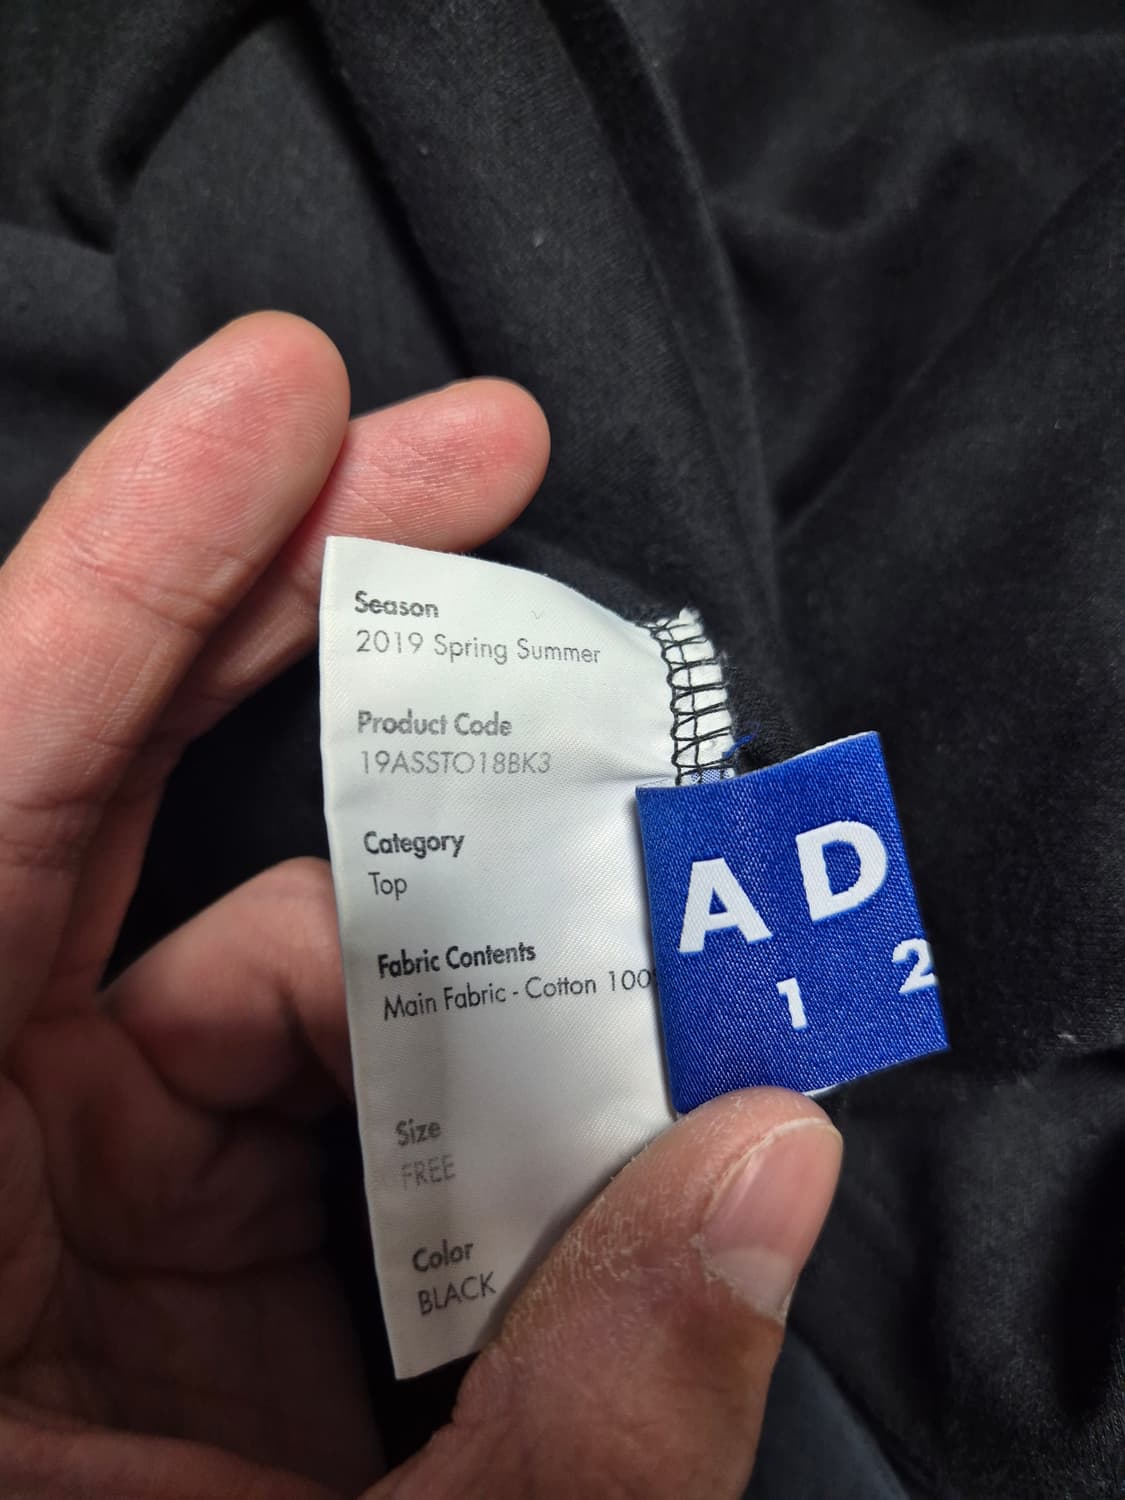 Season
2019 Spring Summer
Product Code
19ASSTO18BK3
Category
Top
Fabric Contents
Main Fabric - Cotton 100
Size
FREE
Color
BLACK
A D
1 2